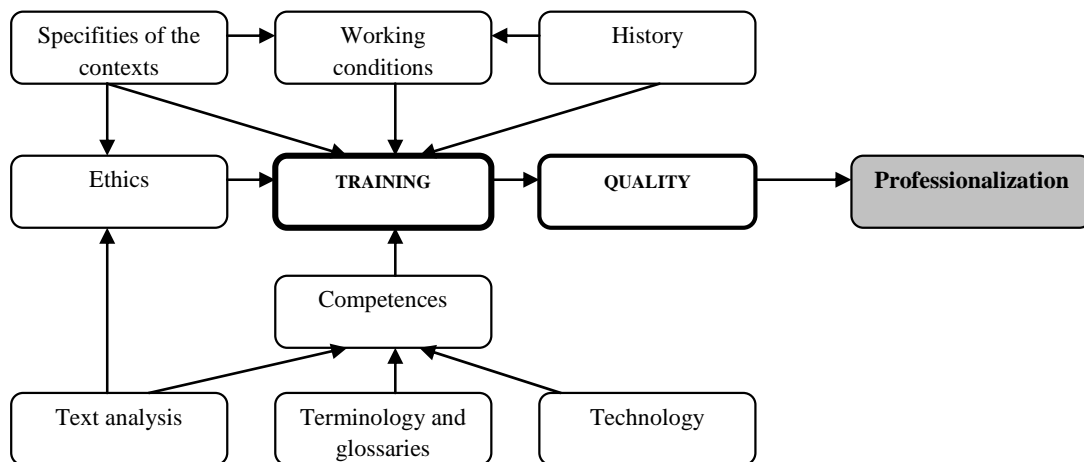 Specifities of the
contexts
Working
conditions
History
Ethics
TRAINING
QUALITY
Professionalization
Competences
Text analysis
Terminology and
glossaries
Technology